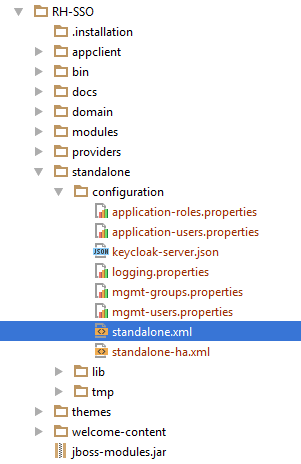 RH-SSO
.installation
appclient
bin
docs
domain
modules
providers
standalone
configuration
application-roles.properties
application-users.properties
JSON keycloak-server.json
logging.properties
mgmt-groups.properties
mgmt-users.properties
standalone.xml
standalone-ha.xml
lib
tmp
themes
welcome-content
jboss-modules.jar